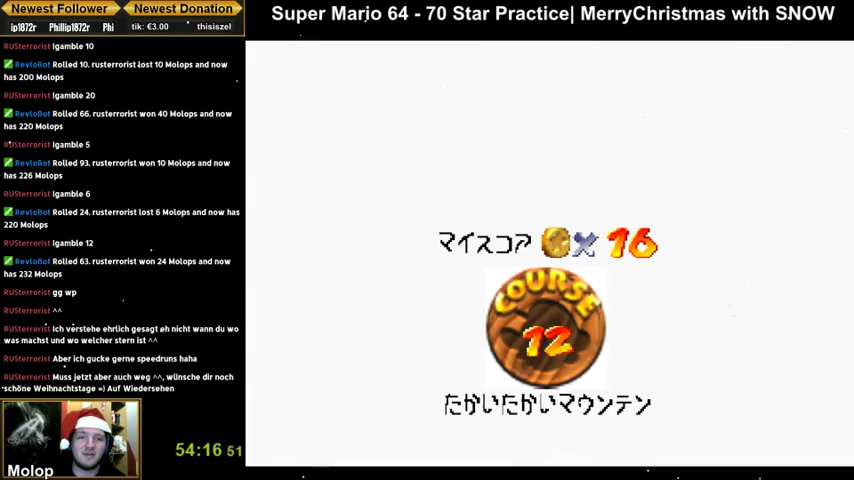 Newest Follower
Newest Donation
ip1872r Phillip1872r Phi
tik: €3.00 thisiszel
Super Mario 64 - 70 Star Practice| MerryChristmas with SNOW
RUSterrorist !gamble 10
RevloBot Rolled 10. rusterrorist lost 10 Molops and now
has 200 Molops
RUSterrorist !gamble 20
RevloBot Rolled 66. rusterrorist won 40 Molops and now
has 220 Molops
RUSterrorist !gamble 5
RevloBot Rolled 93. rusterrorist won 10 Molops and now
has 226 Molops
RUSterrorist !gamble 6
RevloBot Rolled 24. rusterrorist lost 6 Molops and now has
220 Molops
RUSterrorist !gamble 12
RevloBot Rolled 63. rusterrorist won 24 Molops and now
has 232 Molops
RUSterrorist gg wp
RUSterrorist ^^
RUSterrorist Ich verstehe ehrlich gesagt eh nicht wann du wo
was machst und wo welcher stern ist ^^
RUSterrorist Aber ich gucke gerne speedruns haha
RUSterrorist Muss jetzt aber auch weg ^^, wünsche dir noch
schöne Weihnachtstage =) Auf Wiedersehen
マイスコア × 16
COURSE
12
たかいたかいマウンテン
54:16 51
Molop